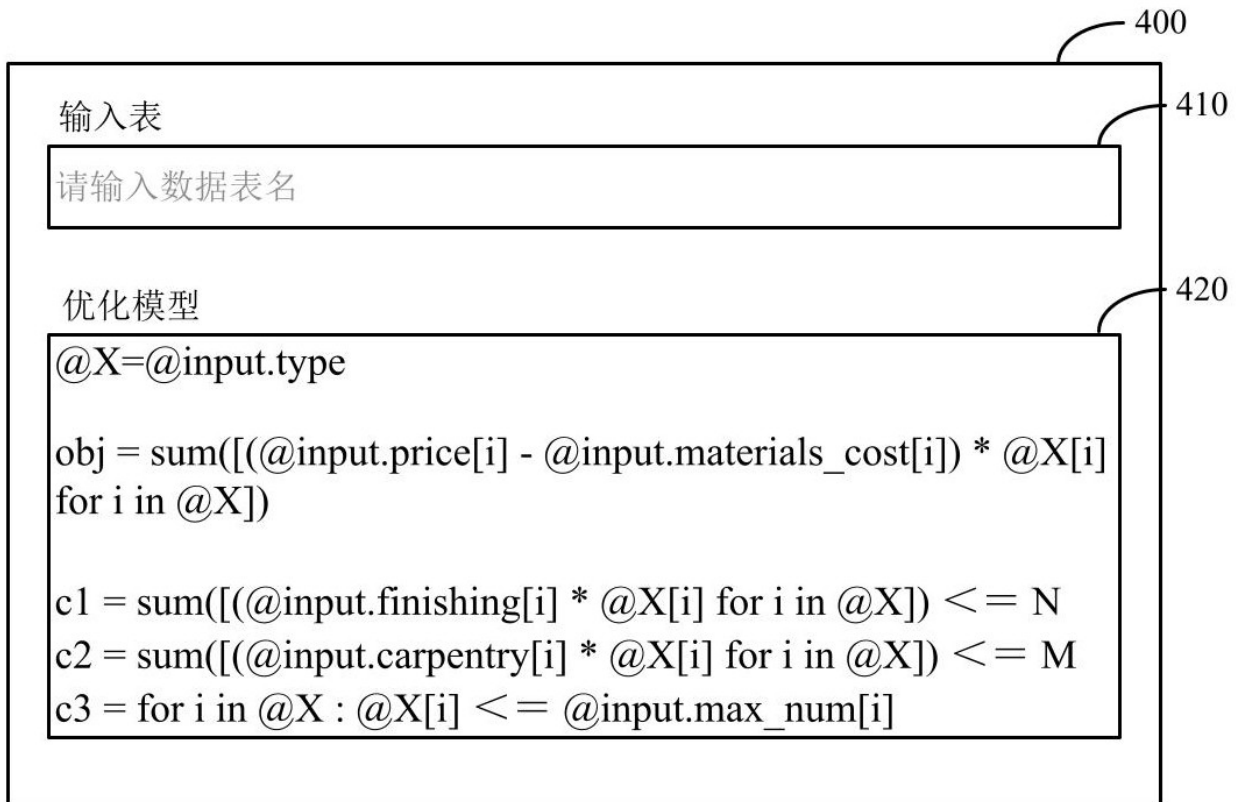 400
输入表
410
请输入数据表名
优化模型
420
@X=@input.type
obj = sum([(@input.price[i] - @input.materials_cost[i]) * @X[i]
for i in @X])
c1 = sum([(@input.finishing[i] * @X[i] for i in @X]) <= N
c2 = sum([(@input.carpentry[i] * @X[i] for i in @X]) <= M
c3 = for i in @X : @X[i] <= @input.max_num[i]